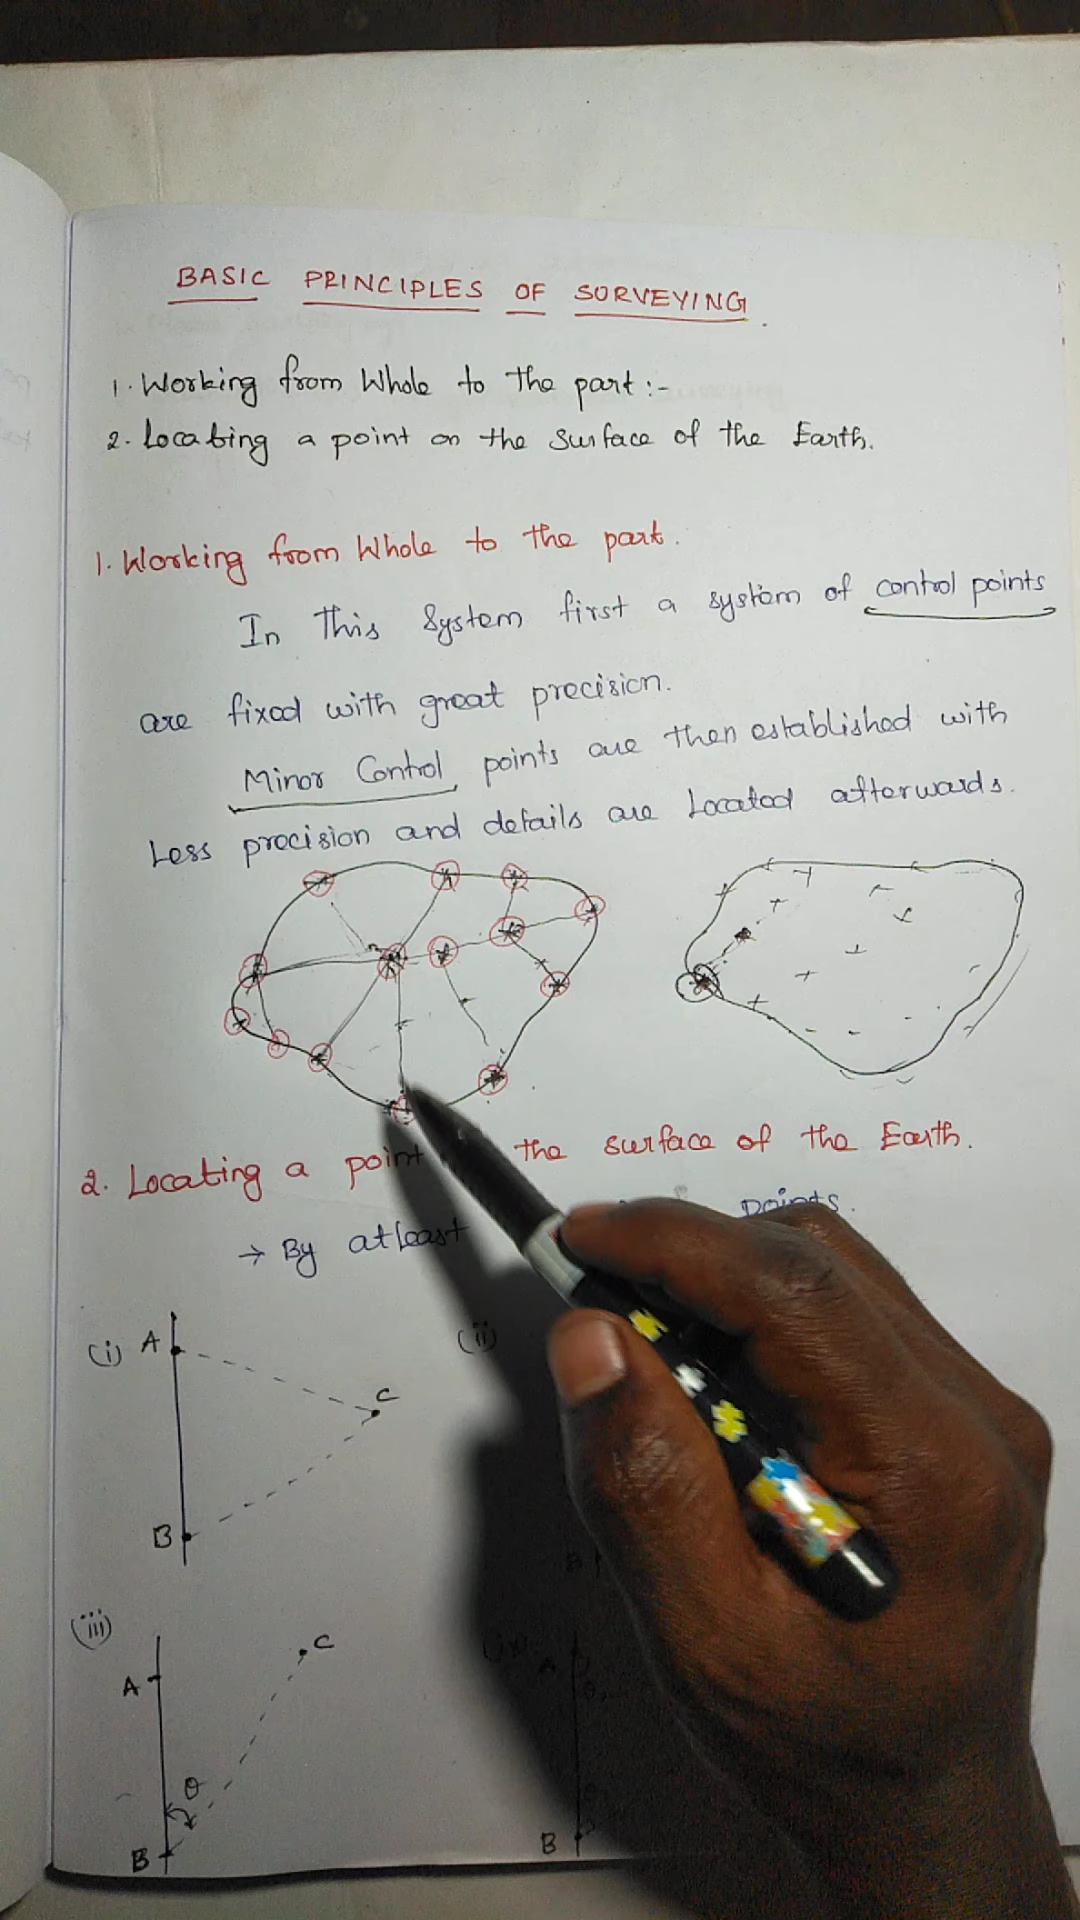 BASIC PRINCIPLES OF SURVEYING
1. Working from Whole to the part :-
2. Locating a point on the surface of the Earth.
1. Working from Whole to the part.
In This System first a system of control points
are fixed with great precision.
Minor Control points are then established with
Less precision and details are Located afterwards.
2. Locating a point the surface of the Earth.
→ By atleast points.
(i) A
C
B
(ii)
B
(iii)
A
C
θ
B
A
B